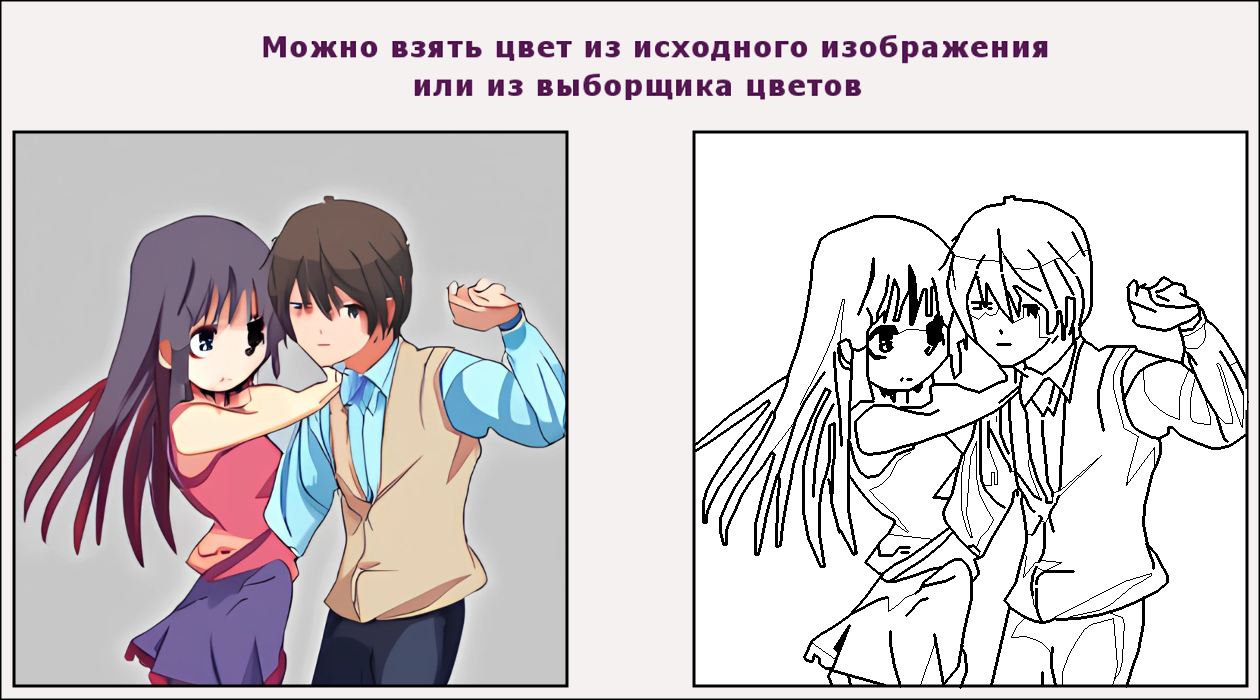 Можно взять цвет из исходного изображения
или из выборщика цветов